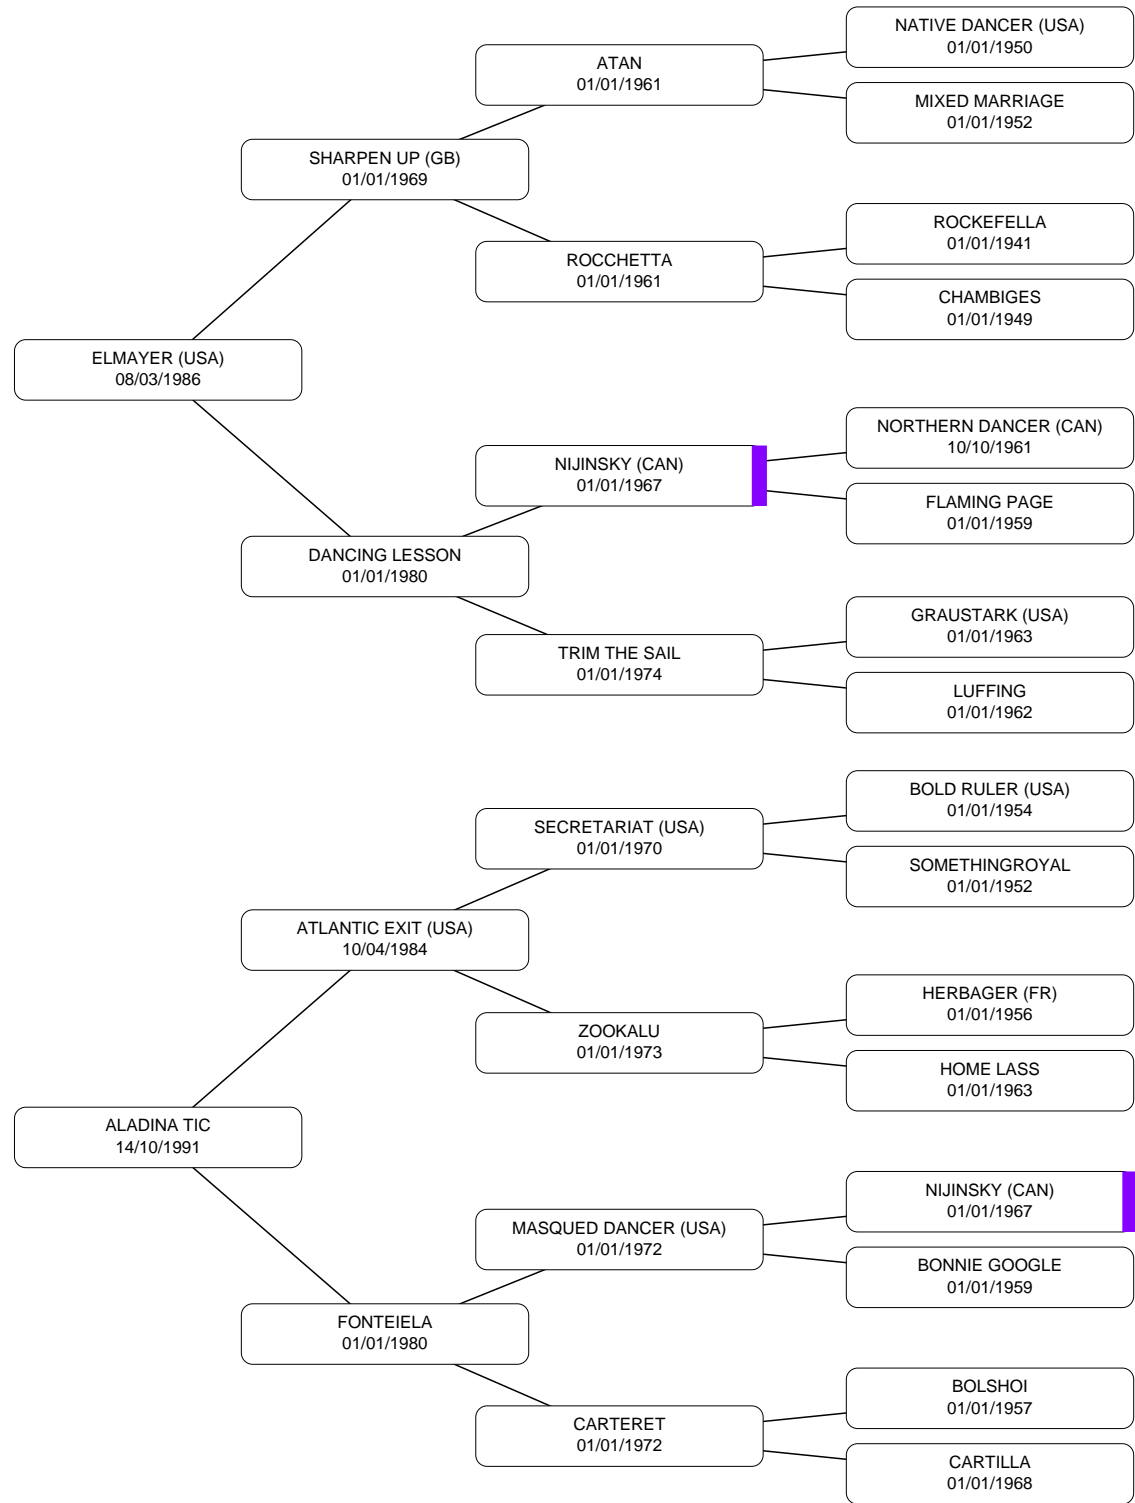 NATIVE DANCER (USA)
01/01/1950
ATAN
01/01/1961
MIXED MARRIAGE
01/01/1952
SHARPEN UP (GB)
01/01/1969
ROCKEFELLA
01/01/1941
ROCCHETTA
01/01/1961
CHAMBIGES
01/01/1949
ELMAYER (USA)
08/03/1986
NORTHERN DANCER (CAN)
10/10/1961
NIJINSKY (CAN)
01/01/1967
FLAMING PAGE
01/01/1959
DANCING LESSON
01/01/1980
GRAUSTARK (USA)
01/01/1963
TRIM THE SAIL
01/01/1974
LUFFING
01/01/1962
BOLD RULER (USA)
01/01/1954
SECRETARIAT (USA)
01/01/1970
SOMETHINGROYAL
01/01/1952
ATLANTIC EXIT (USA)
10/04/1984
HERBAGER (FR)
01/01/1956
ZOOKALU
01/01/1973
HOME LASS
01/01/1963
ALADINA TIC
14/10/1991
NIJINSKY (CAN)
01/01/1967
MASQUED DANCER (USA)
01/01/1972
BONNIE GOOGLE
01/01/1959
FONTEIELA
01/01/1980
BOLSHOI
01/01/1957
CARTERET
01/01/1972
CARTILLA
01/01/1968